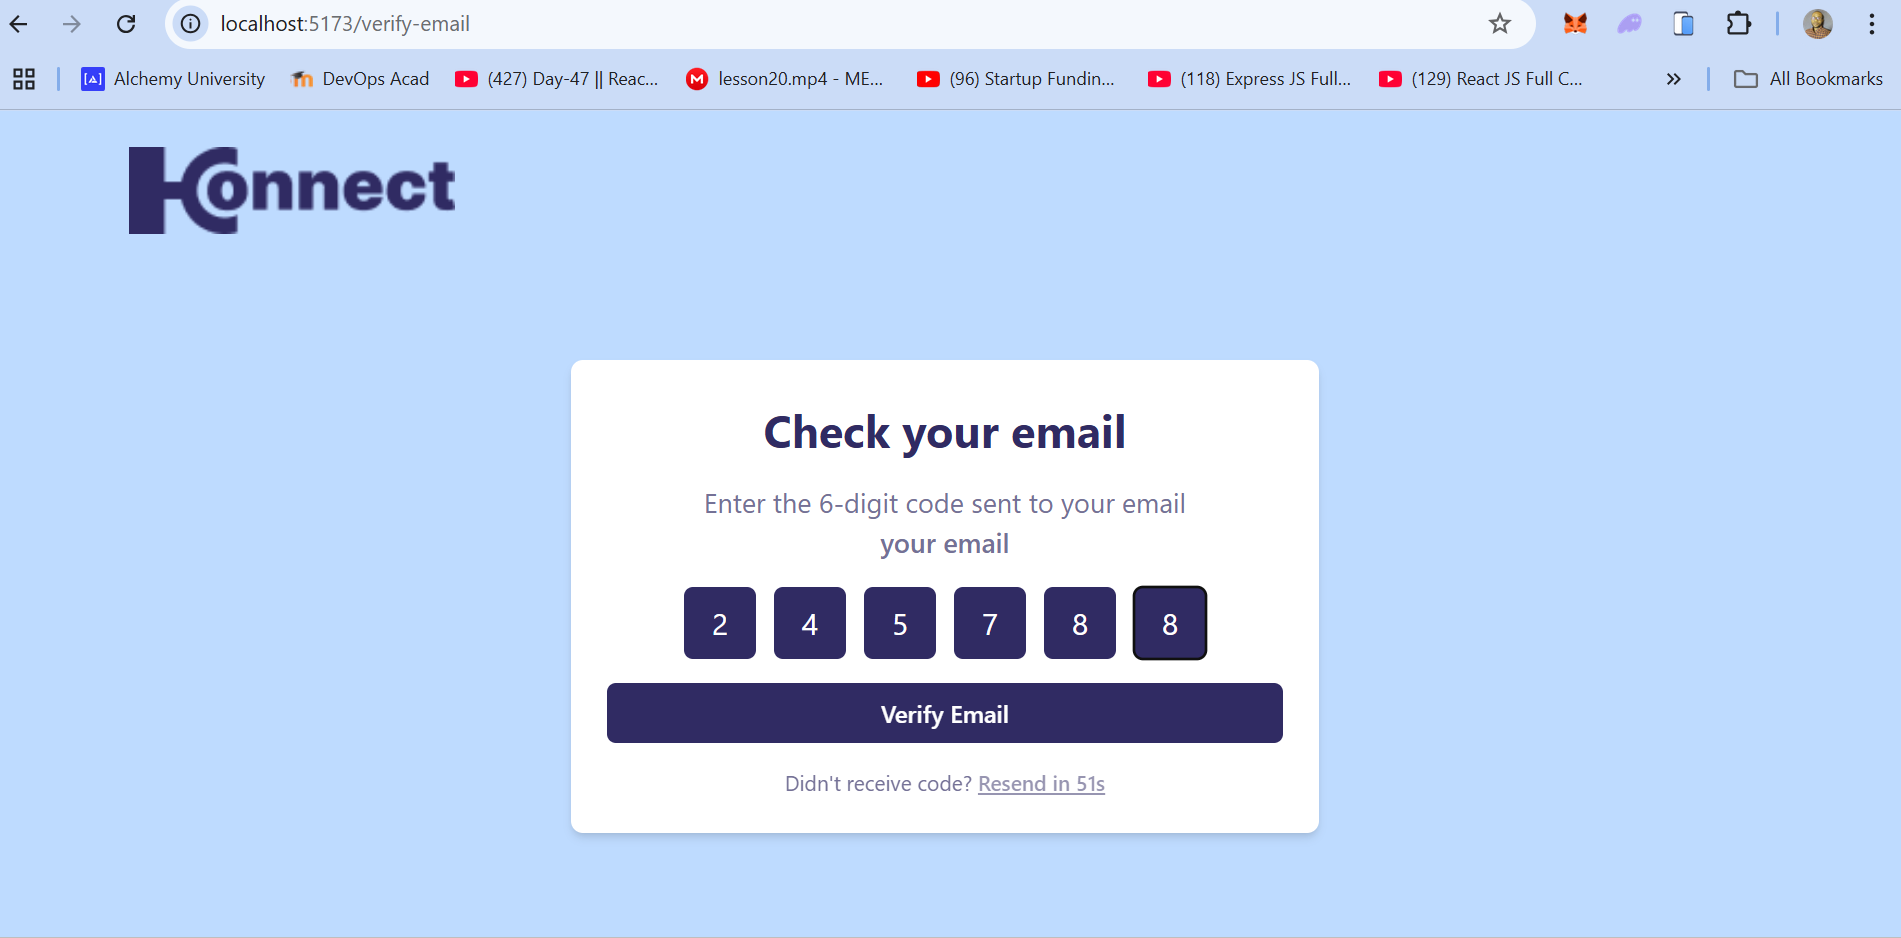 localhost:5173/verify-email
Alchemy University DevOps Acad (427) Day-47 || Reac... lesson20.mp4 - ME... (96) Startup Fundin... (118) Express JS Full... (129) React JS Full C... » All Bookmarks
HConnect
Check your email
Enter the 6-digit code sent to your email
your email
2 4 5 7 8 8
Verify Email
Didn't receive code? Resend in 51s